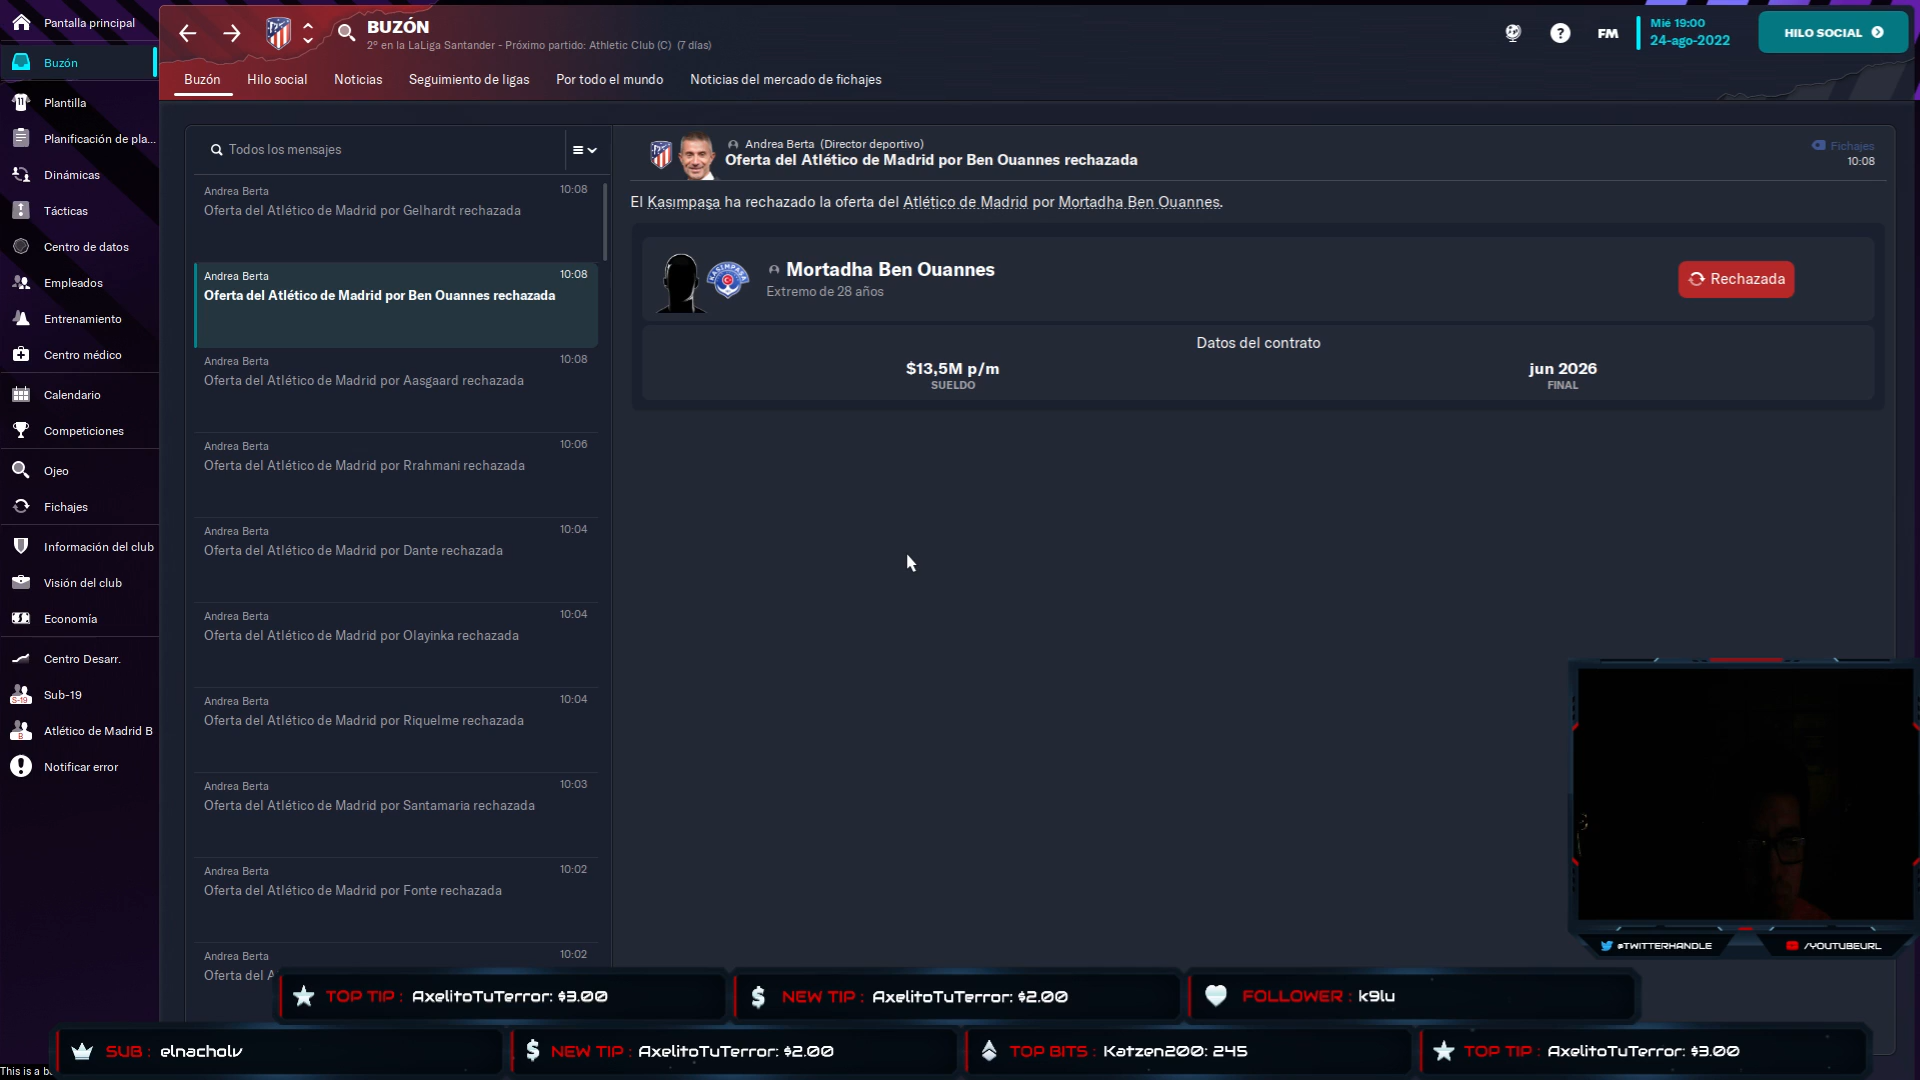 Pantalla principal
Buzón
Plantilla
Planificación de pla...
Dinámicas
Tácticas
Centro de datos
Empleados
Entrenamiento
Centro médico
Calendario
Competiciones
Ojeo
Fichajes
Información del club
Visión del club
Economía
Centro Desarr.
Sub-19
Atlético de Madrid B
Notificar error
BUZÓN
2º en la LaLiga Santander - Próximo partido: Athletic Club (C) (7 días)
FM
Mié 19:00
24-ago-2022
HILO SOCIAL
Buzón
Hilo social
Noticias
Seguimiento de ligas
Por todo el mundo
Noticias del mercado de fichajes
Todos los mensajes
Andrea Berta 10:08
Oferta del Atlético de Madrid por Gelhardt rechazada
Andrea Berta 10:08
Oferta del Atlético de Madrid por Ben Ouannes rechazada
Andrea Berta 10:08
Oferta del Atlético de Madrid por Aasgaard rechazada
Andrea Berta 10:06
Oferta del Atlético de Madrid por Rrahmani rechazada
Andrea Berta 10:04
Oferta del Atlético de Madrid por Dante rechazada
Andrea Berta 10:04
Oferta del Atlético de Madrid por Olayinka rechazada
Andrea Berta 10:04
Oferta del Atlético de Madrid por Riquelme rechazada
Andrea Berta 10:03
Oferta del Atlético de Madrid por Santamaria rechazada
Andrea Berta 10:02
Oferta del Atlético de Madrid por Fonte rechazada
Andrea Berta 10:02
Oferta del A
Andrea Berta (Director deportivo)
Oferta del Atlético de Madrid por Ben Ouannes rechazada
Fichajes
10:08
El Kasımpaşa ha rechazado la oferta del Atlético de Madrid por Mortadha Ben Ouannes.
Mortadha Ben Ouannes
Extremo de 28 años
Rechazada
Datos del contrato
$13,5M p/m
SUELDO
jun 2026
FINAL
@TWITTERHANDLE
/YOUTUBEURL
TOP TIP : AxelitoTuTerror: $3.00
NEW TIP : AxelitoTuTerror: $2.00
FOLLOWER : k9lu
SUB : elnacholv
NEW TIP : AxelitoTuTerror: $2.00
TOP BITS : Katzen200: 245
TOP TIP : AxelitoTuTerror: $3.00
This is a b